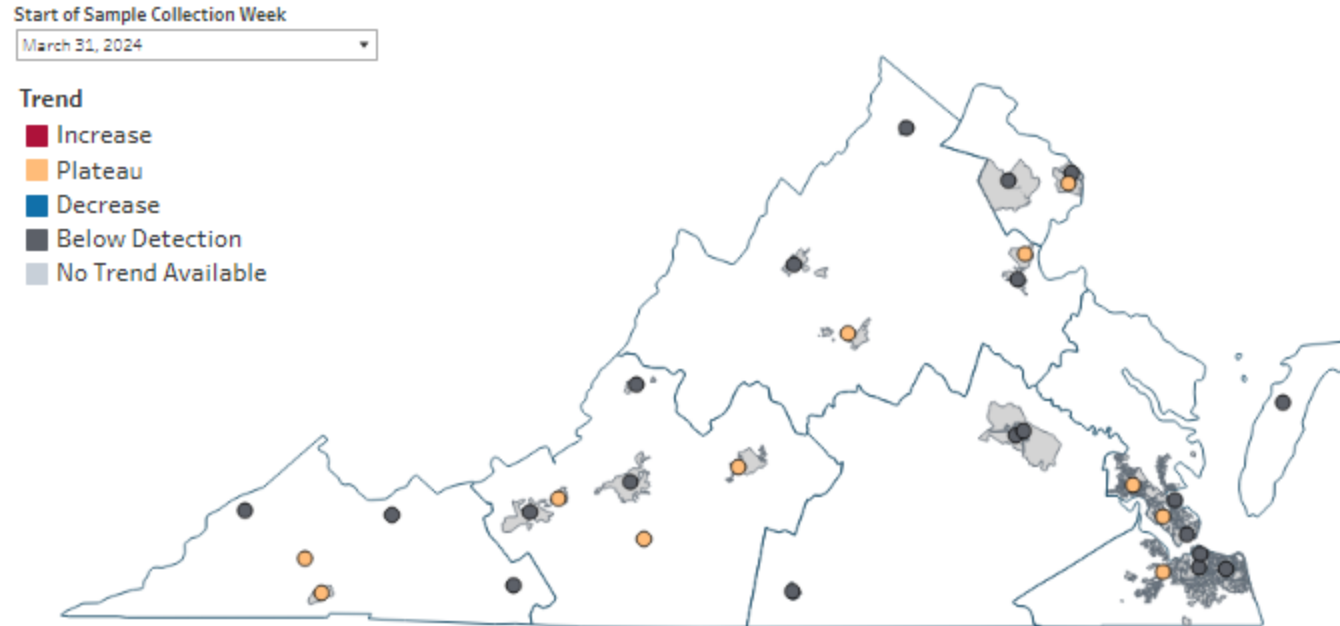 Start of Sample Collection Week
March 31, 2024
Trend
Increase
Plateau
Decrease
Below Detection
No Trend Available